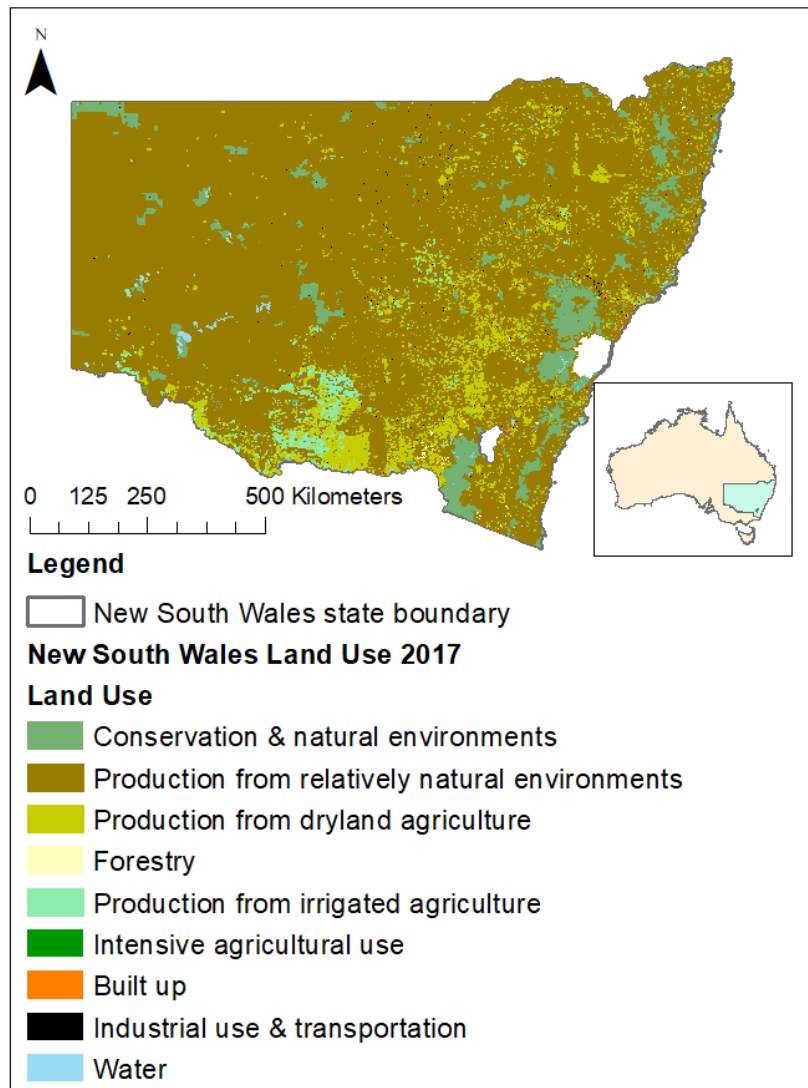 N
0 125 250 500 Kilometers
Legend
New South Wales state boundary
New South Wales Land Use 2017
Land Use
Conservation & natural environments
Production from relatively natural environments
Production from dryland agriculture
Forestry
Production from irrigated agriculture
Intensive agricultural use
Built up
Industrial use & transportation
Water